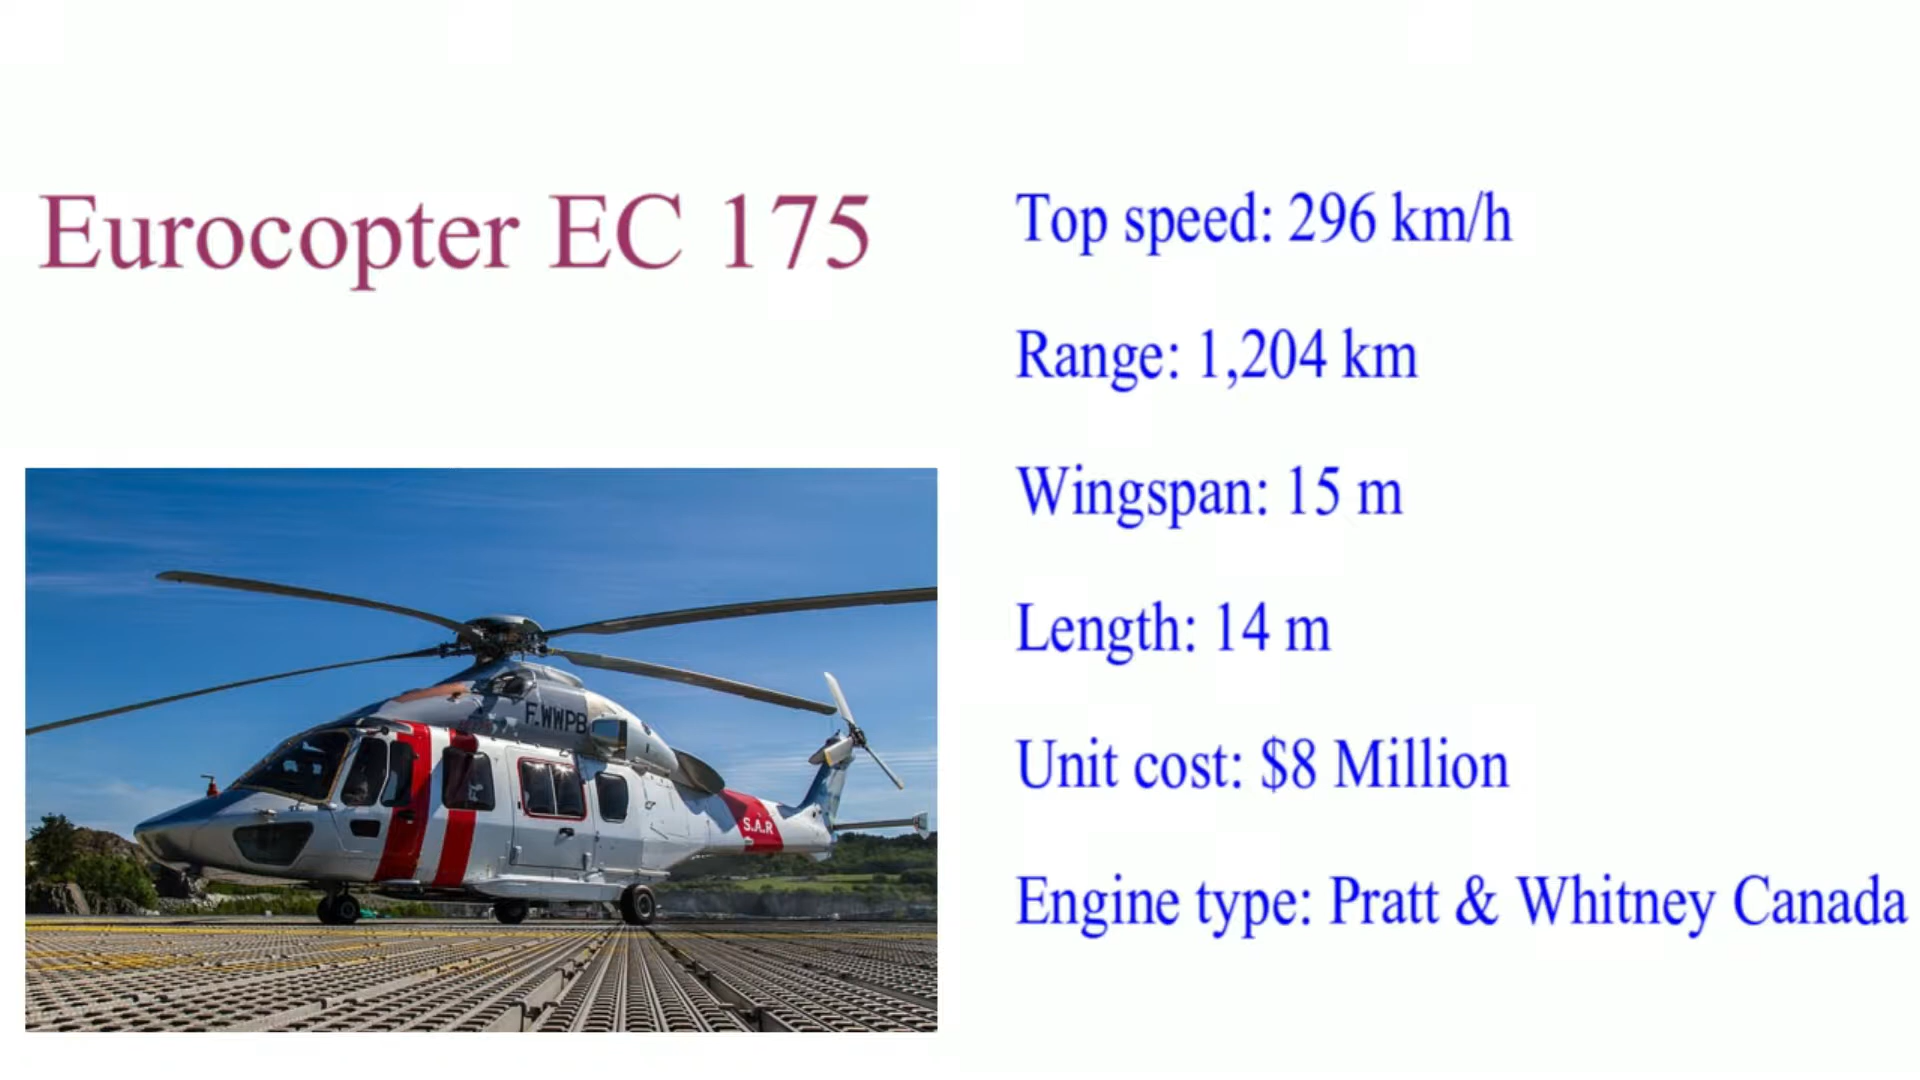 Eurocopter EC 175
Top speed: 296 km/h
Range: 1,204 km
Wingspan: 15 m
Length: 14 m
Unit cost: $8 Million
Engine type: Pratt & Whitney Canada
F.WWPB
S.A.R